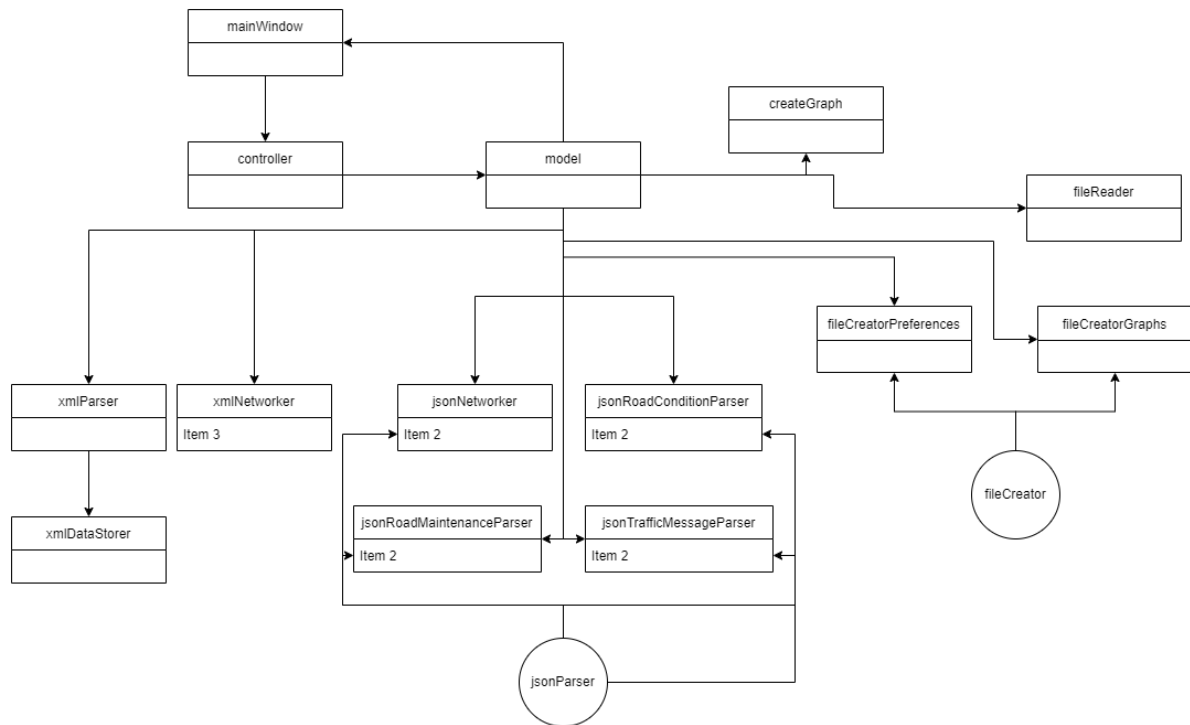 mainWindow
createGraph
controller
model
fileReader
fileCreatorPreferences
fileCreatorGraphs
xmlParser
xmlNetworker
Item 3
jsonNetworker
Item 2
jsonRoadConditionParser
Item 2
fileCreator
xmlDataStorer
jsonRoadMaintenanceParser
Item 2
jsonTrafficMessageParser
Item 2
jsonParser